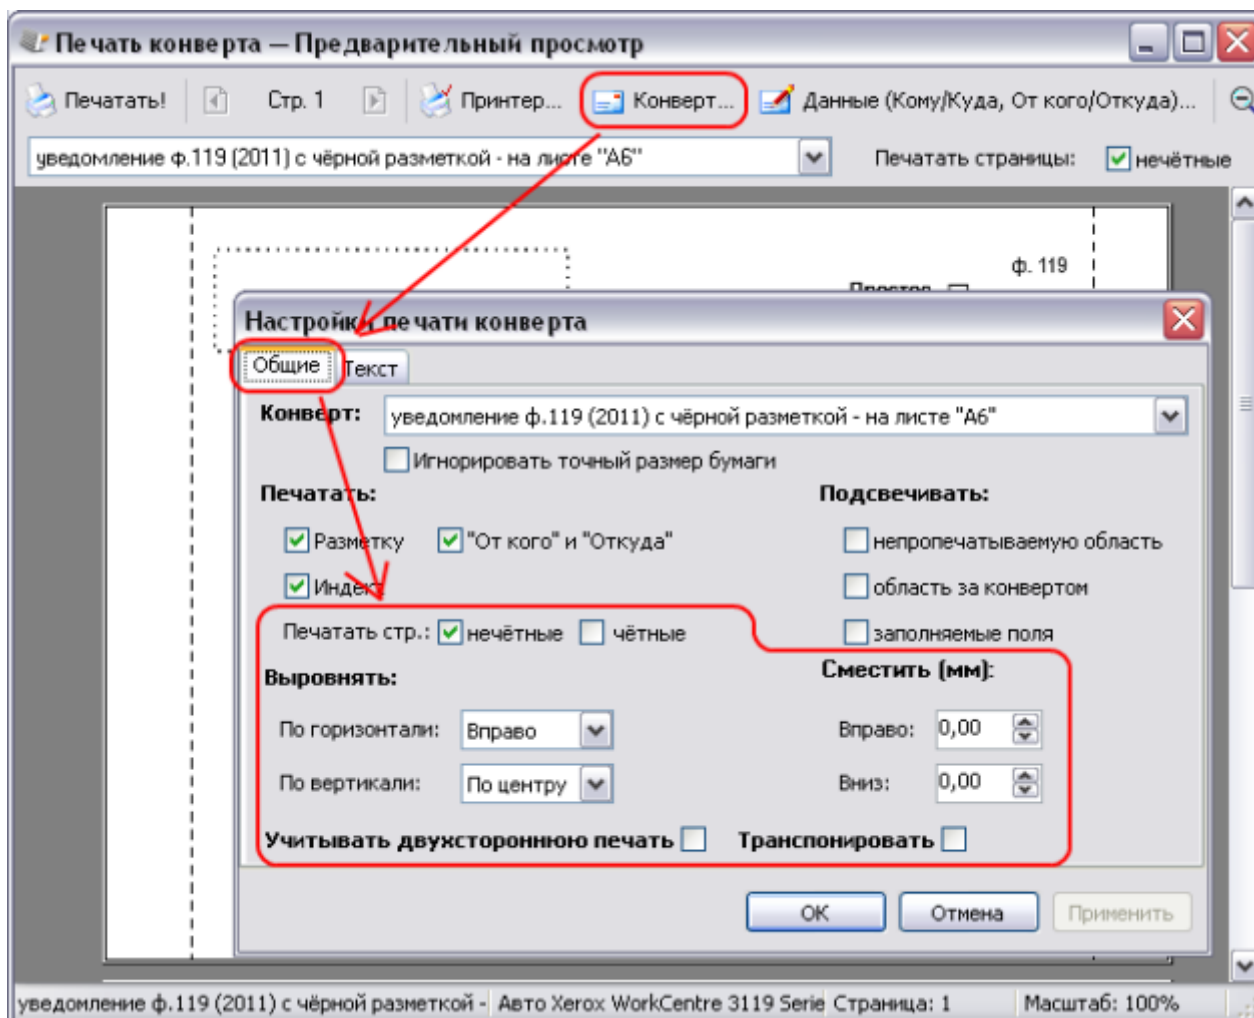 Печать конверта — Предварительный просмотр
Печатать! Стр. 1 Принтер... Конверт... Данные (Кому/Куда, От кого/Откуда)...
уведомление ф.119 (2011) с чёрной разметкой - на листе "А6" Печатать страницы: нечётные
ф. 119
Простое
Настройки печати конверта
Общие Текст
Конверт: уведомление ф.119 (2011) с чёрной разметкой - на листе "А6"
Игнорировать точный размер бумаги
Печатать: Подсвечивать:
Разметку "От кого" и "Откуда" непропечатываемую область
Индекс область за конвертом
Печатать стр.: нечётные чётные заполняемые поля
Выровнять: Сместить (мм):
По горизонтали: Вправо Вправо: 0,00
По вертикали: По центру Вниз: 0,00
Учитывать двухстороннюю печать Транспонировать
ОК Отмена Применить
уведомление ф.119 (2011) с чёрной разметкой - Авто Xerox WorkCentre 3119 Serie Страница: 1 Масштаб: 100%